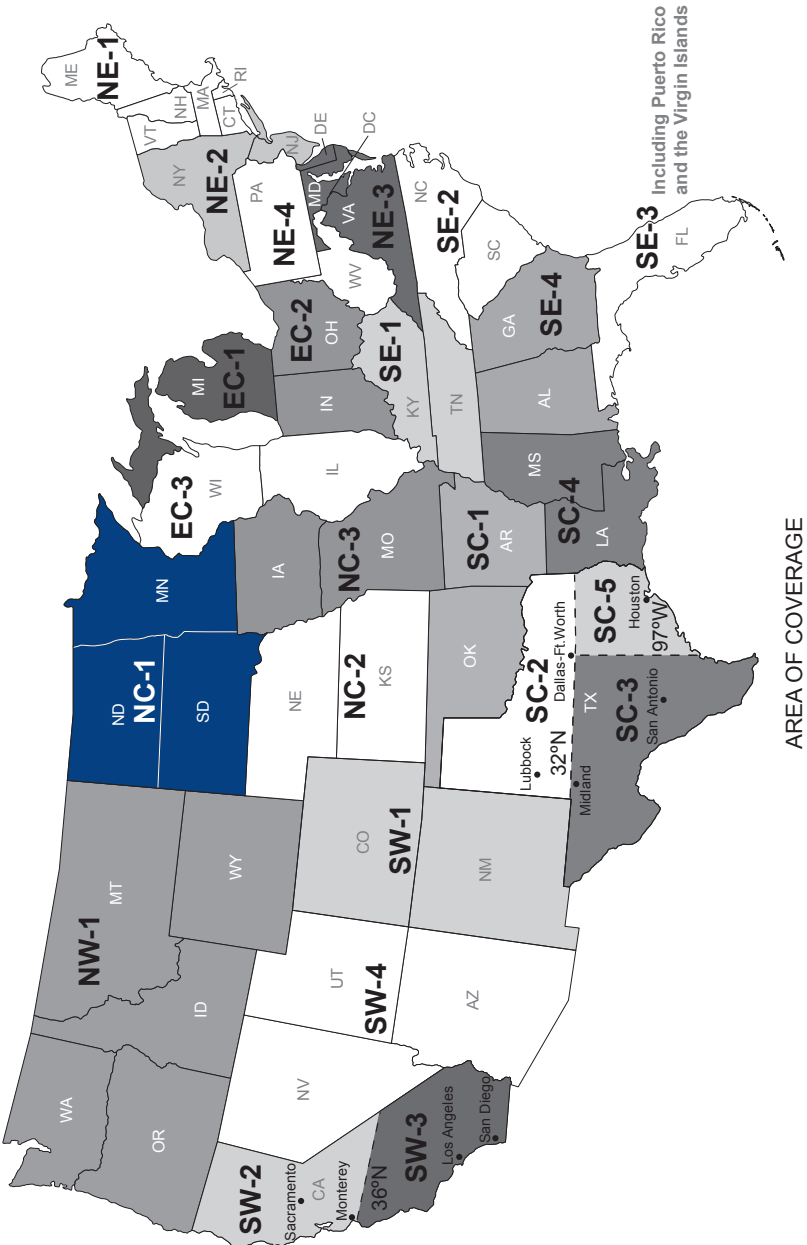 WA
OR
NW-1
MT
ID
WY
ND
NC-1
SD
MN
EC-3
WI
EC-1
MI
NE-1
ME
VT
NH
MA
RI
CT
NY
NE-2
NJ
PA
NE-4
DE
DC
MD
VA
NE-3
WV
EC-2
OH
IN
IL
IA
NC-3
MO
NE
NC-2
KS
CO
SW-1
NM
UT
SW-4
AZ
NV
SW-2
Sacramento
CA
Monterey
36ºN
SW-3
Los Angeles
San Diego
OK
SC-1
AR
SE-1
KY
TN
NC
SE-2
SC
GA
SE-4
AL
MS
SC-4
LA
Lubbock
SC-2
32ºN
Dallas-Ft.Worth
Midland
TX
SC-3
San Antonio
SC-5
Houston
97ºW
SE-3
FL
Including Puerto Rico
and the Virgin Islands
AREA OF COVERAGE